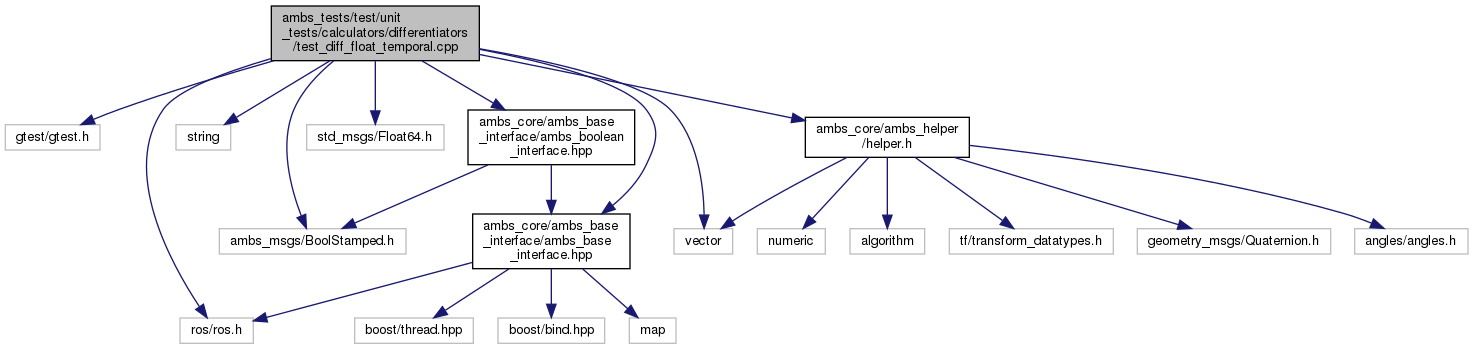 ambs_tests/test/unit
_tests/calculators/differentiators
/test_diff_float_temporal.cpp
gtest/gtest.h
string
std_msgs/Float64.h
ambs_core/ambs_base
_interface/ambs_boolean
_interface.hpp
ambs_core/ambs_helper
/helper.h
ambs_msgs/BoolStamped.h
ambs_core/ambs_base
_interface/ambs_base
_interface.hpp
vector
numeric
algorithm
tf/transform_datatypes.h
geometry_msgs/Quaternion.h
angles/angles.h
ros/ros.h
boost/thread.hpp
boost/bind.hpp
map